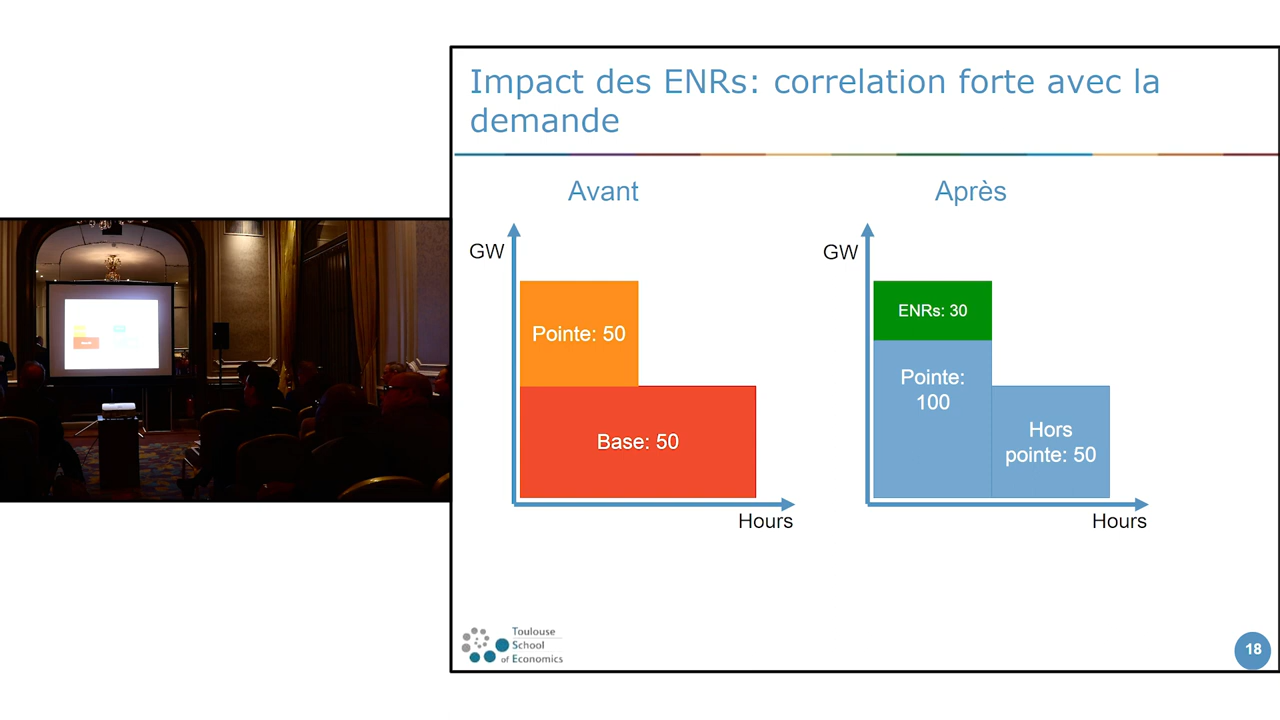 Impact des ENRs: correlation forte avec la
demande
Avant
Après
GW
Pointe: 50
Base: 50
Hours
GW
ENRs: 30
Pointe:
100
Hors
pointe: 50
Hours
Toulouse
School
of Economics
18